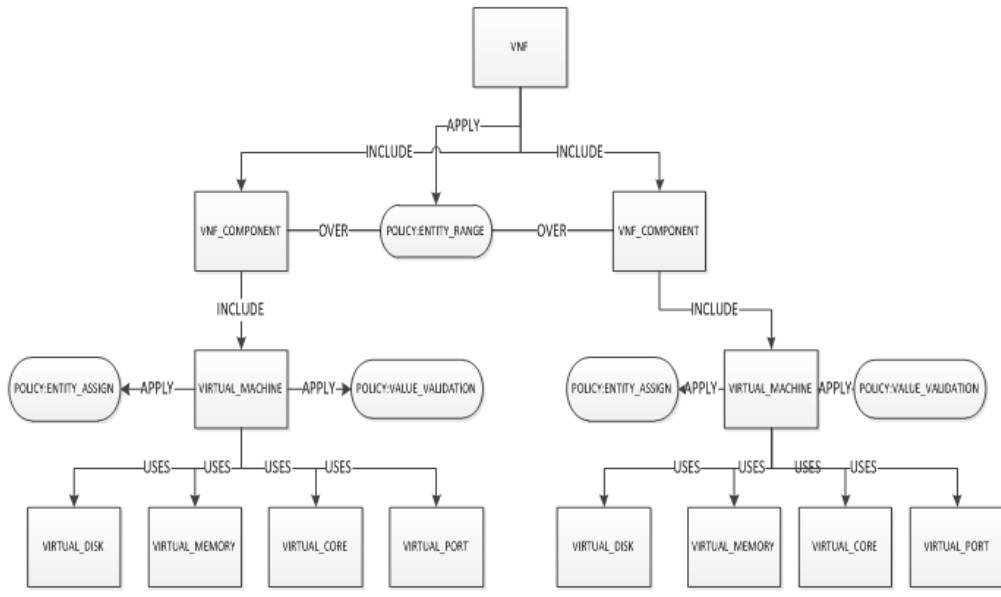 VNF
APPLY
INCLUDE INCLUDE
VNF_COMPONENT OVER POLICY:ENTITY_RANGE OVER VNF_COMPONENT
INCLUDE INCLUDE
POLICY:ENTITY_ASSIGN APPLY VIRTUAL_MACHINE APPLY POLICY:VALUE_VALIDATION POLICY:ENTITY_ASSIGN APPLY VIRTUAL_MACHINE APPLY POLICY:VALUE_VALIDATION
USES USES USES USES USES USES USES USES
VIRTUAL_DISK VIRTUAL_MEMORY VIRTUAL_CORE VIRTUAL_PORT VIRTUAL_DISK VIRTUAL_MEMORY VIRTUAL_CORE VIRTUAL_PORT